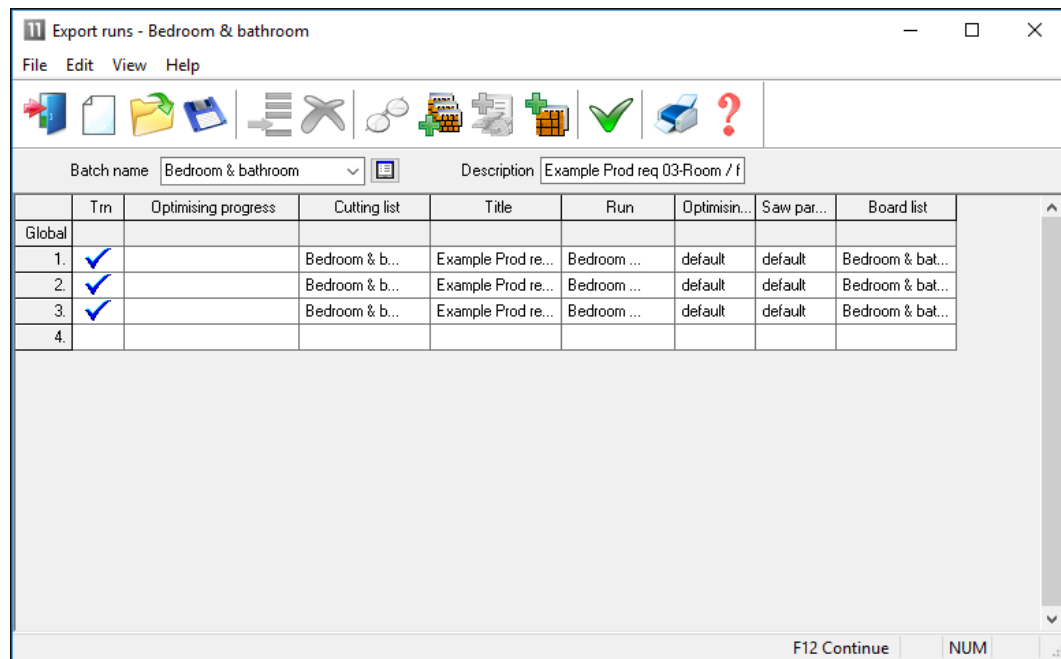 11 Export runs - Bedroom & bathroom
File Edit View Help
Batch name Bedroom & bathroom Description Example Prod req 03-Room / f
Trn Optimising progress Cutting list Title Run Optimisin... Saw par... Board list
Global
1. Bedroom & b... Example Prod re... Bedroom ... default default Bedroom & bat...
2. Bedroom & b... Example Prod re... Bedroom ... default default Bedroom & bat...
3. Bedroom & b... Example Prod re... Bedroom ... default default Bedroom & bat...
4.
F12 Continue NUM